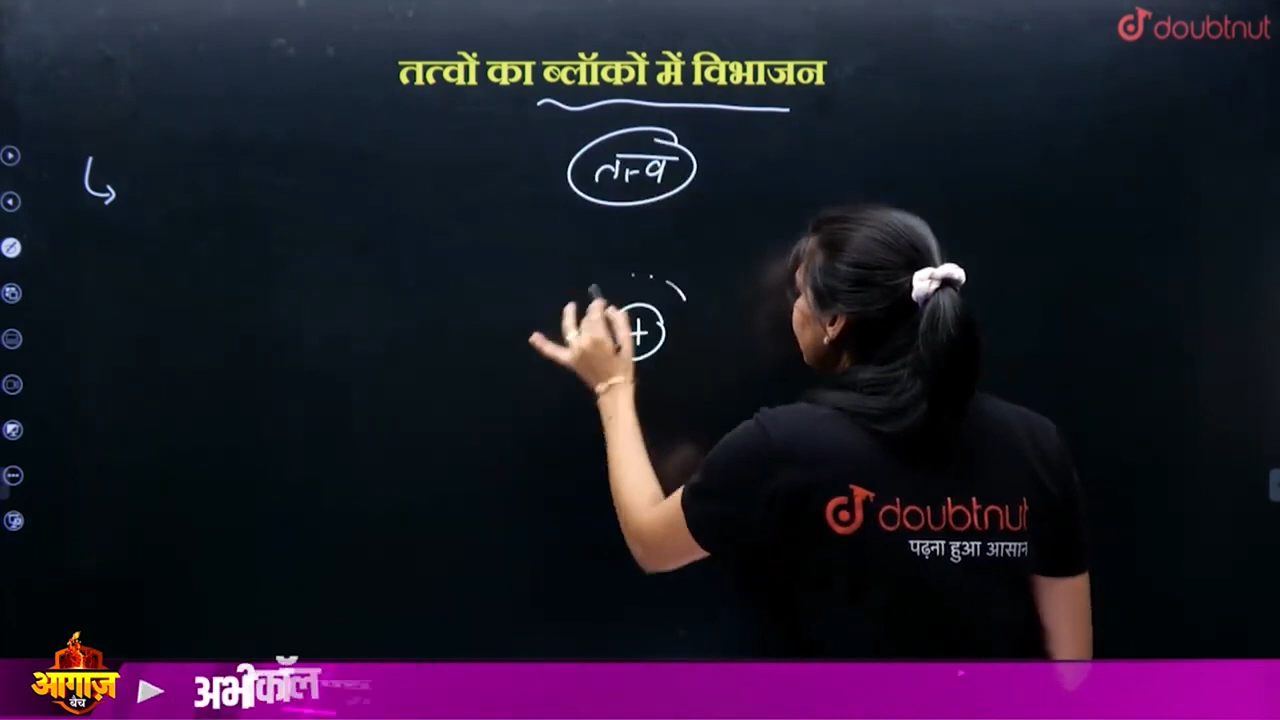 doubtnut
तत्वों का ब्लॉकों में विभाजन
तत्व
+
doubtnut
पढ़ना हुआ आसान
आगाज़
बैच
अभी कॉल